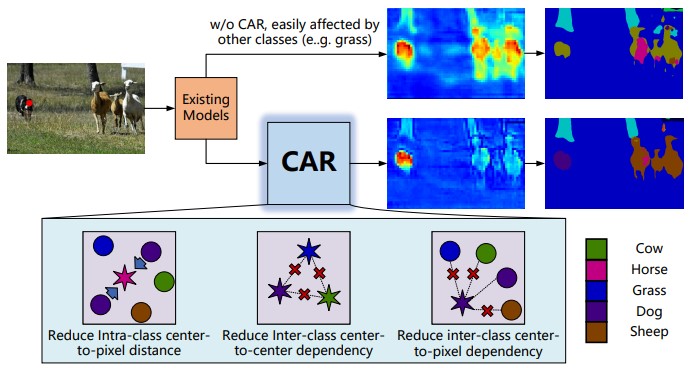 w/o CAR, easily affected by
other classes (e..g. grass)
Existing
Models
CAR
Reduce Intra-class center-
to-pixel distance
Reduce Inter-class center-
to-center dependency
Reduce inter-class center-
to-pixel dependency
Cow
Horse
Grass
Dog
Sheep